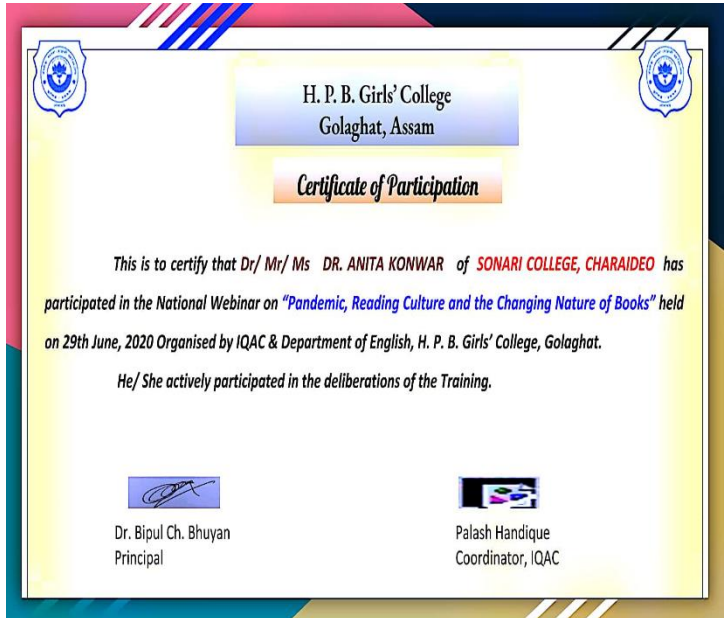 H. P. B. Girls' College
Golaghat, Assam
Certificate of Participation
This is to certify that Dr/ Mr/ Ms DR. ANITA KONWAR of SONARI COLLEGE, CHARAIDEO has
participated in the National Webinar on “Pandemic, Reading Culture and the Changing Nature of Books” held
on 29th June, 2020 Organised by IQAC & Department of English, H. P. B. Girls' College, Golaghat.
He/ She actively participated in the deliberations of the Training.
Dr. Bipul Ch. Bhuyan
Principal
Palash Handique
Coordinator, IQAC